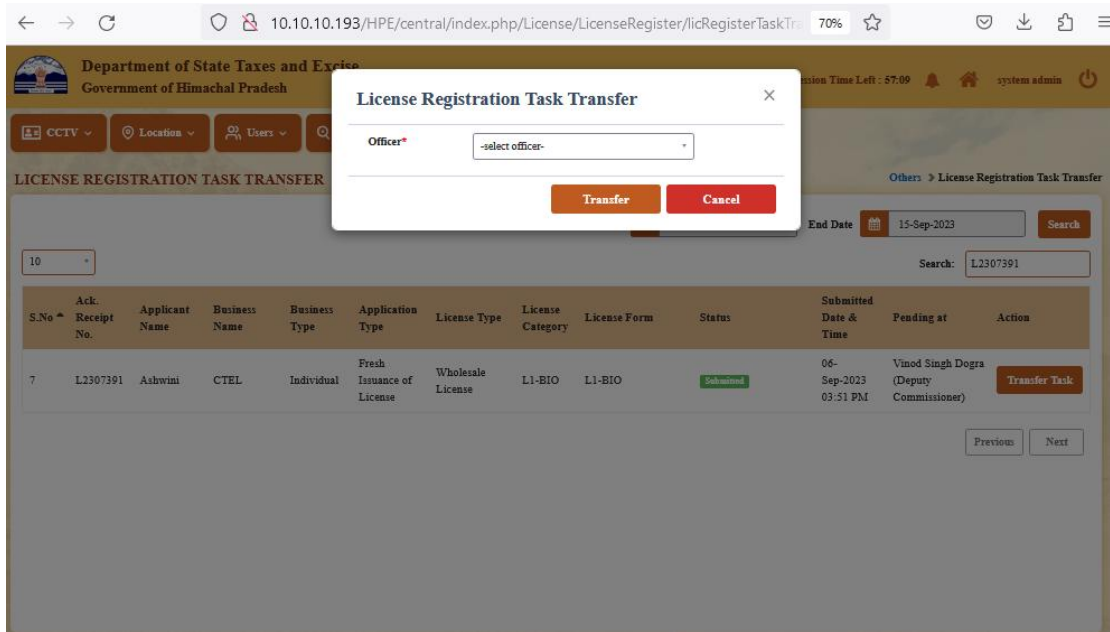 10.10.10.193/HPE/central/index.php/License/LicenseRegister/licRegisterTaskTra
70%
Department of State Taxes and Excise
Government of Himachal Pradesh
Time Left : 57:09
system admin
CCTV
Location
Users
License Registration Task Transfer
Officer*
-select officer-
Transfer
Cancel
LICENSE REGISTRATION TASK TRANSFER
Others > License Registration Task Transfer
End Date
15-Sep-2023
Search
10
Search:
L2307391
S.No
Ack.
Receipt
No.
Applicant
Name
Business
Name
Business
Type
Application
Type
License Type
License
Category
License Form
Status
Submitted
Date &
Time
Pending at
Action
7
L2307391
Ashwini
CTEL
Individual
Fresh
Issuance of
License
Wholesale
License
L1-BIO
L1-BIO
Submitted
06-
Sep-2023
03:51 PM
Vinod Singh Dogra
(Deputy
Commissioner)
Transfer Task
Previous
Next